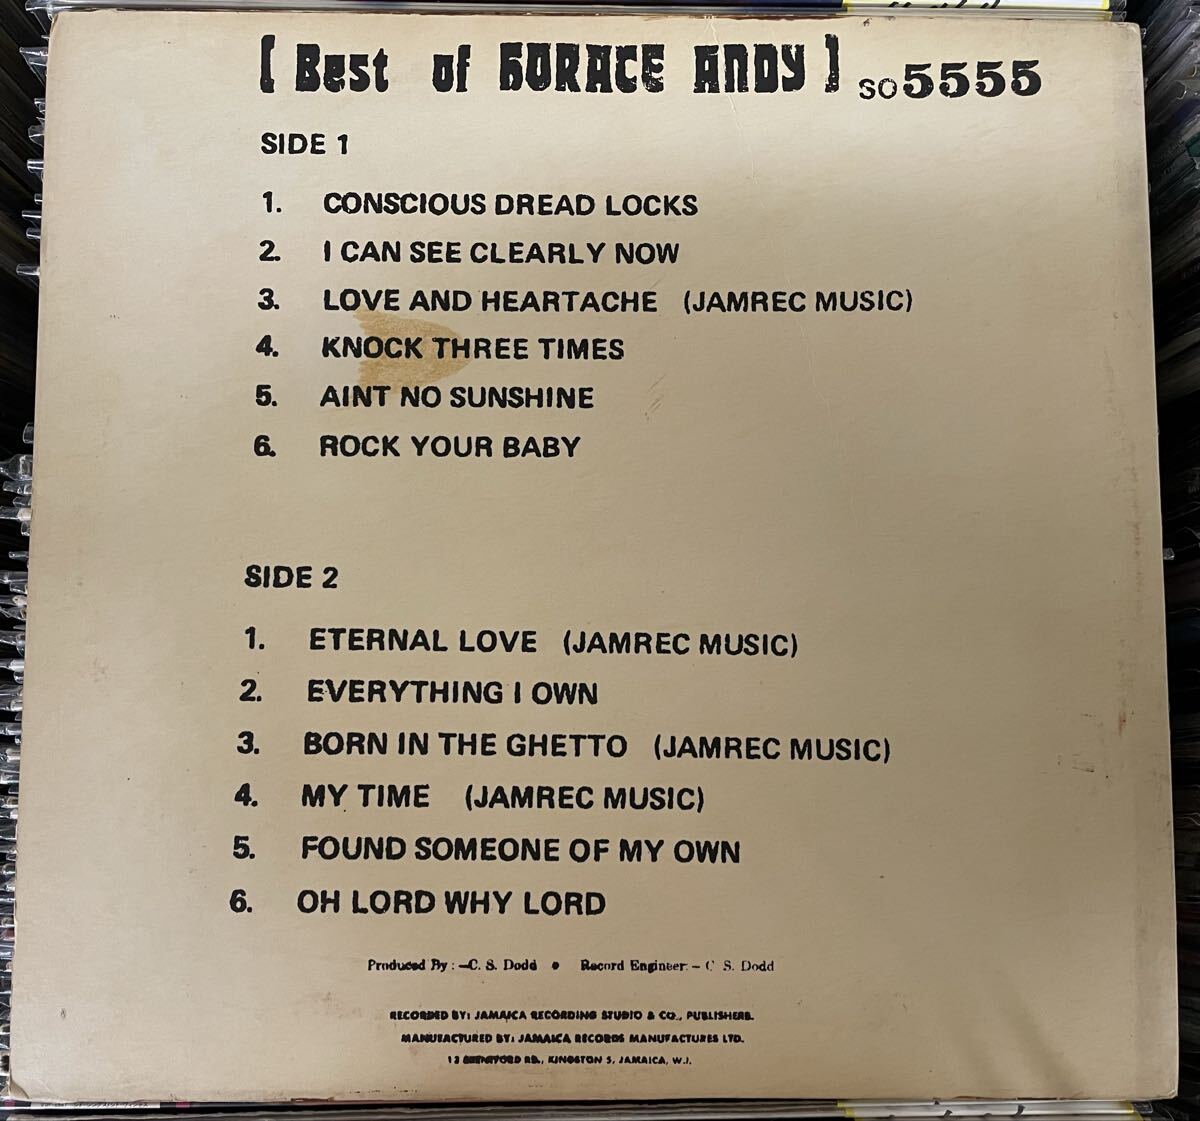 [ Best of HORACE ANDY ] SO 5555
SIDE 1
1. CONSCIOUS DREAD LOCKS
2. I CAN SEE CLEARLY NOW
3. LOVE AND HEARTACHE (JAMREC MUSIC)
4. KNOCK THREE TIMES
5. AINT NO SUNSHINE
6. ROCK YOUR BABY
SIDE 2
1. ETERNAL LOVE (JAMREC MUSIC)
2. EVERYTHING I OWN
3. BORN IN THE GHETTO (JAMREC MUSIC)
4. MY TIME (JAMREC MUSIC)
5. FOUND SOMEONE OF MY OWN
6. OH LORD WHY LORD
Produced By : –C. S. Dodd • Record Engineer: – C S. Dodd
RECORDED BY: JAMAICA RECORDING STUDIO & CO., PUBLISHERS.
MANUFACTURED BY: JAMAICA RECORDS MANUFACTURES LTD.
13 RD., KINGSTON 5, JAMAICA, W.I.